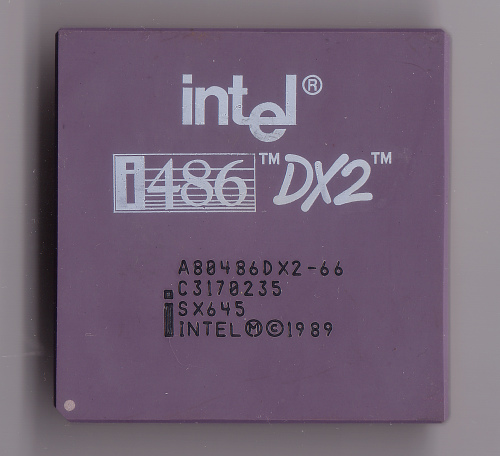 intel®
i486™ DX2™
A80486DX2-66
C3170235
SX645
i INTEL Ⓜ©1989